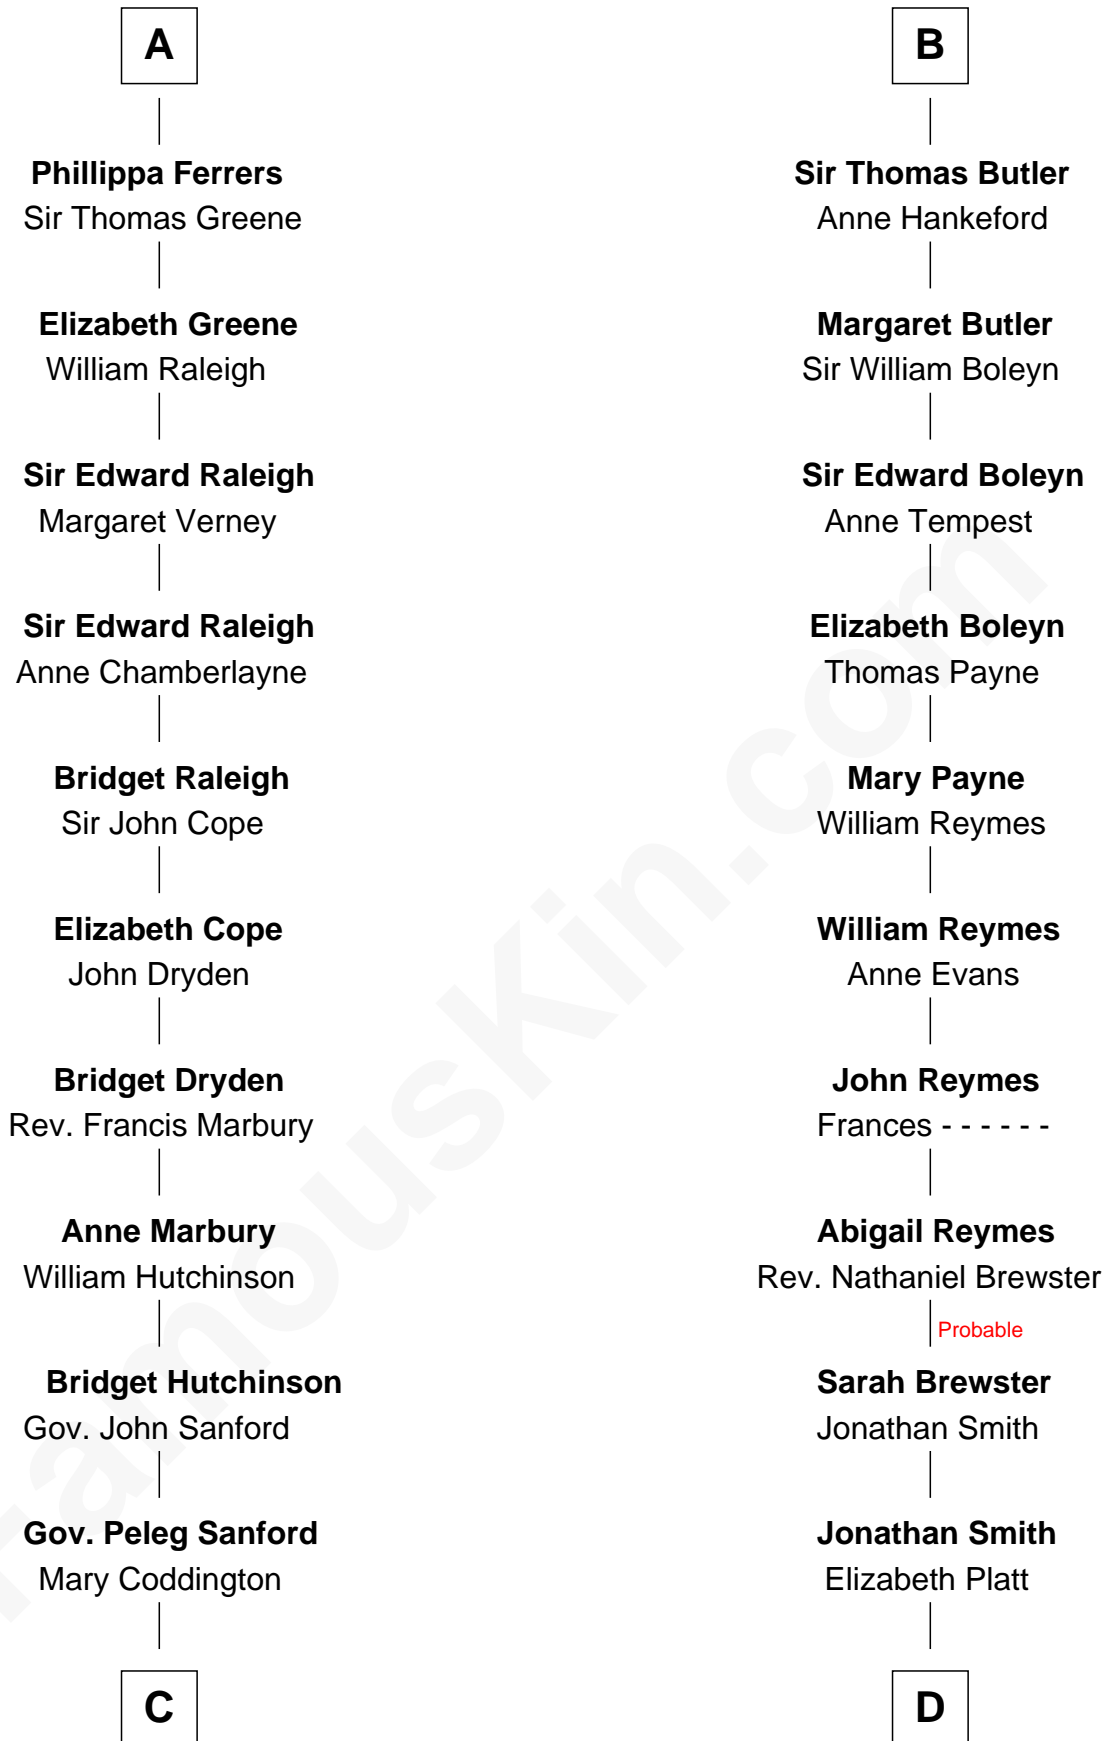 A
Phillippa Ferrers
Sir Thomas Greene
Elizabeth Greene
William Raleigh
Sir Edward Raleigh
Margaret Verney
Sir Edward Raleigh
Anne Chamberlayne
Bridget Raleigh
Sir John Cope
Elizabeth Cope
John Dryden
Bridget Dryden
Rev. Francis Marbury
Anne Marbury
William Hutchinson
Bridget Hutchinson
Gov. John Sanford
Gov. Peleg Sanford
Mary Coddington
C
B
Sir Thomas Butler
Anne Hankeford
Margaret Butler
Sir William Boleyn
Sir Edward Boleyn
Anne Tempest
Elizabeth Boleyn
Thomas Payne
Mary Payne
William Reymes
William Reymes
Anne Evans
John Reymes
Frances - - - - - -
Abigail Reymes
Rev. Nathaniel Brewster
Probable
Sarah Brewster
Jonathan Smith
Jonathan Smith
Elizabeth Platt
D
FamousKin.com